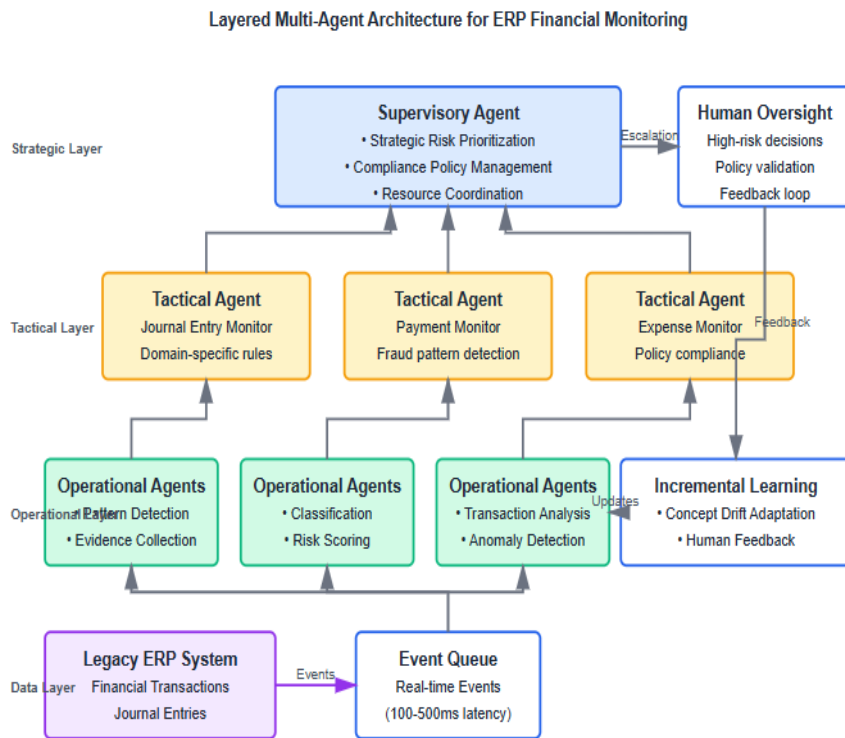 Layered Multi-Agent Architecture for ERP Financial Monitoring
Strategic Layer
Supervisory Agent
• Strategic Risk Prioritization
• Compliance Policy Management
• Resource Coordination
Escalation
Human Oversight
High-risk decisions
Policy validation
Feedback loop
Tactical Layer
Tactical Agent
Journal Entry Monitor
Domain-specific rules
Tactical Agent
Payment Monitor
Fraud pattern detection
Tactical Agent
Expense Monitor
Policy compliance
Feedback
Operational Layer
Operational Agents
• Pattern Detection
• Evidence Collection
Operational Agents
• Classification
• Risk Scoring
Operational Agents
• Transaction Analysis
• Anomaly Detection
Updates
Incremental Learning
• Concept Drift Adaptation
• Human Feedback
Data Layer
Legacy ERP System
Financial Transactions
Journal Entries
Events
Event Queue
Real-time Events
(100-500ms latency)